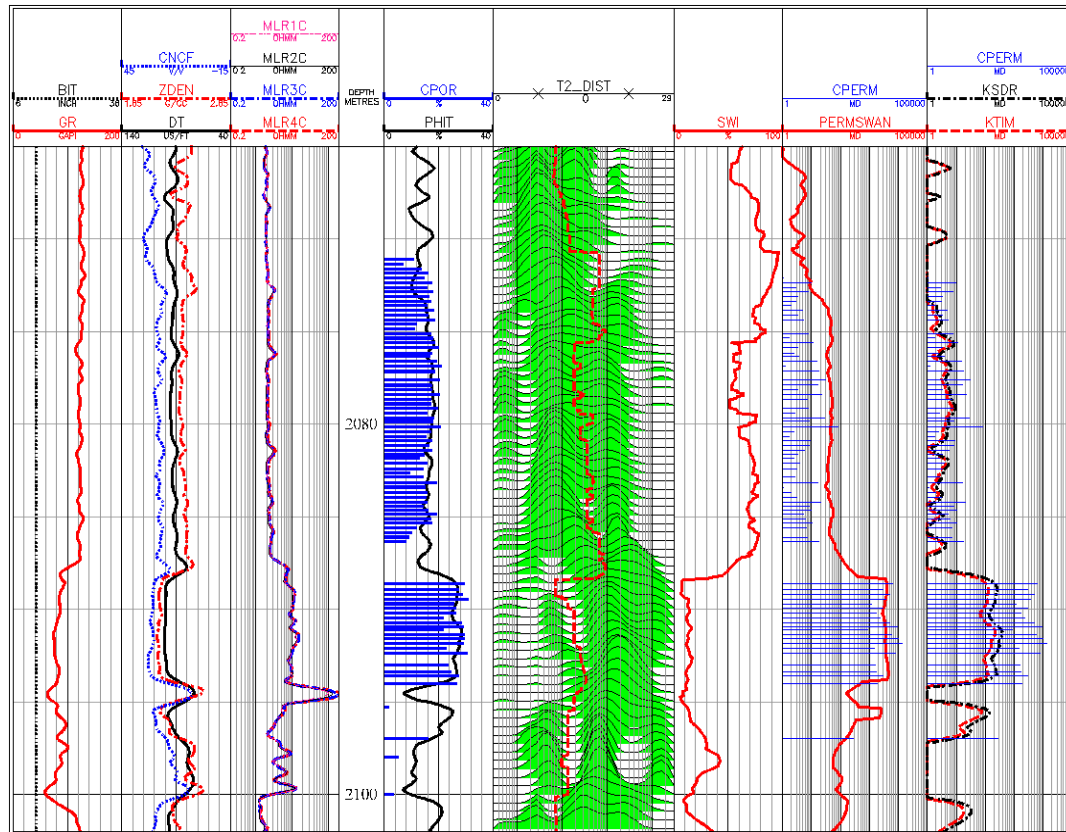 MLR1C
0.2 OHMM 200
CNCF
45 V/V -15
MLR2C
0.2 OHMM 200
CPERM
1 MD 100000
BIT
6 INCH 36
ZDEN
1.85 G/CC 2.85
MLR3C
0.2 OHMM 200
DEPTH
METRES
CPOR
0 % 40
T2_DIST
0 0 29
CPERM
1 MD 100000
KSDR
1 MD 100000
GR
0 GAPI 200
DT
140 US/FT 40
MLR4C
0.2 OHMM 200
PHIT
0 % 40
SWI
0 % 100
PERMSWAN
1 MD 100000
KTIM
1 MD 100000
2080
2100